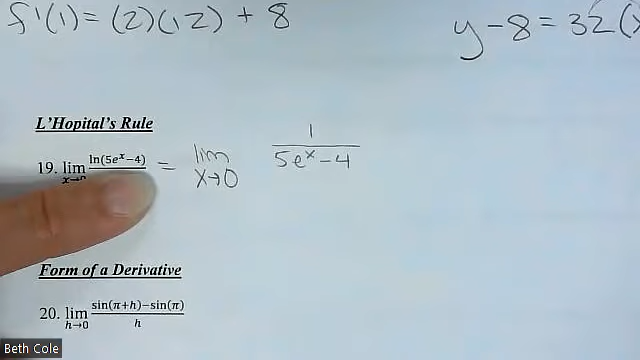 f'(1) = (2)(12) + 8
y - 8 = 32(x
L'Hopital's Rule
19. lim x→0 ln(5e^x−4) = lim x→0 1/(5e^x − 4)
Form of a Derivative
20. lim h→0 (sin(π+h)−sin(π))/h
Beth Cole